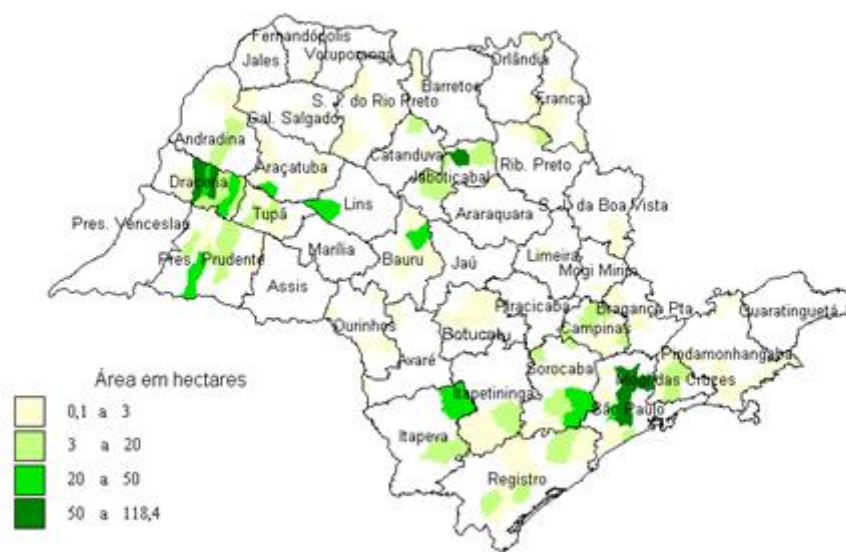 Fernandópolis
Votuporanga
Jales
Orlândia
Barretos
S. J. do Rio Preto
Franca
Gal. Salgado
Andradina
Catanduva
Rib. Preto
Araçatuba
Dracena
Jaboticabal
Lins
Tupã
Araraquara
S. J. da Boa Vista
Pres. Venceslau
Marília
Pres. Prudente
Bauru
Jaú
Limeira
Mogi Mirim
Assis
Piracicaba
Bragança Pta
Guaratinguetá
Ourinhos
Botucatu
Campinas
Avaré
Pindamonhangaba
Sorocaba
Mogi das Cruzes
Itapetininga
São Paulo
Itapeva
Registro
Área em hectares
0,1 a 3
3 a 20
20 a 50
50 a 118,4